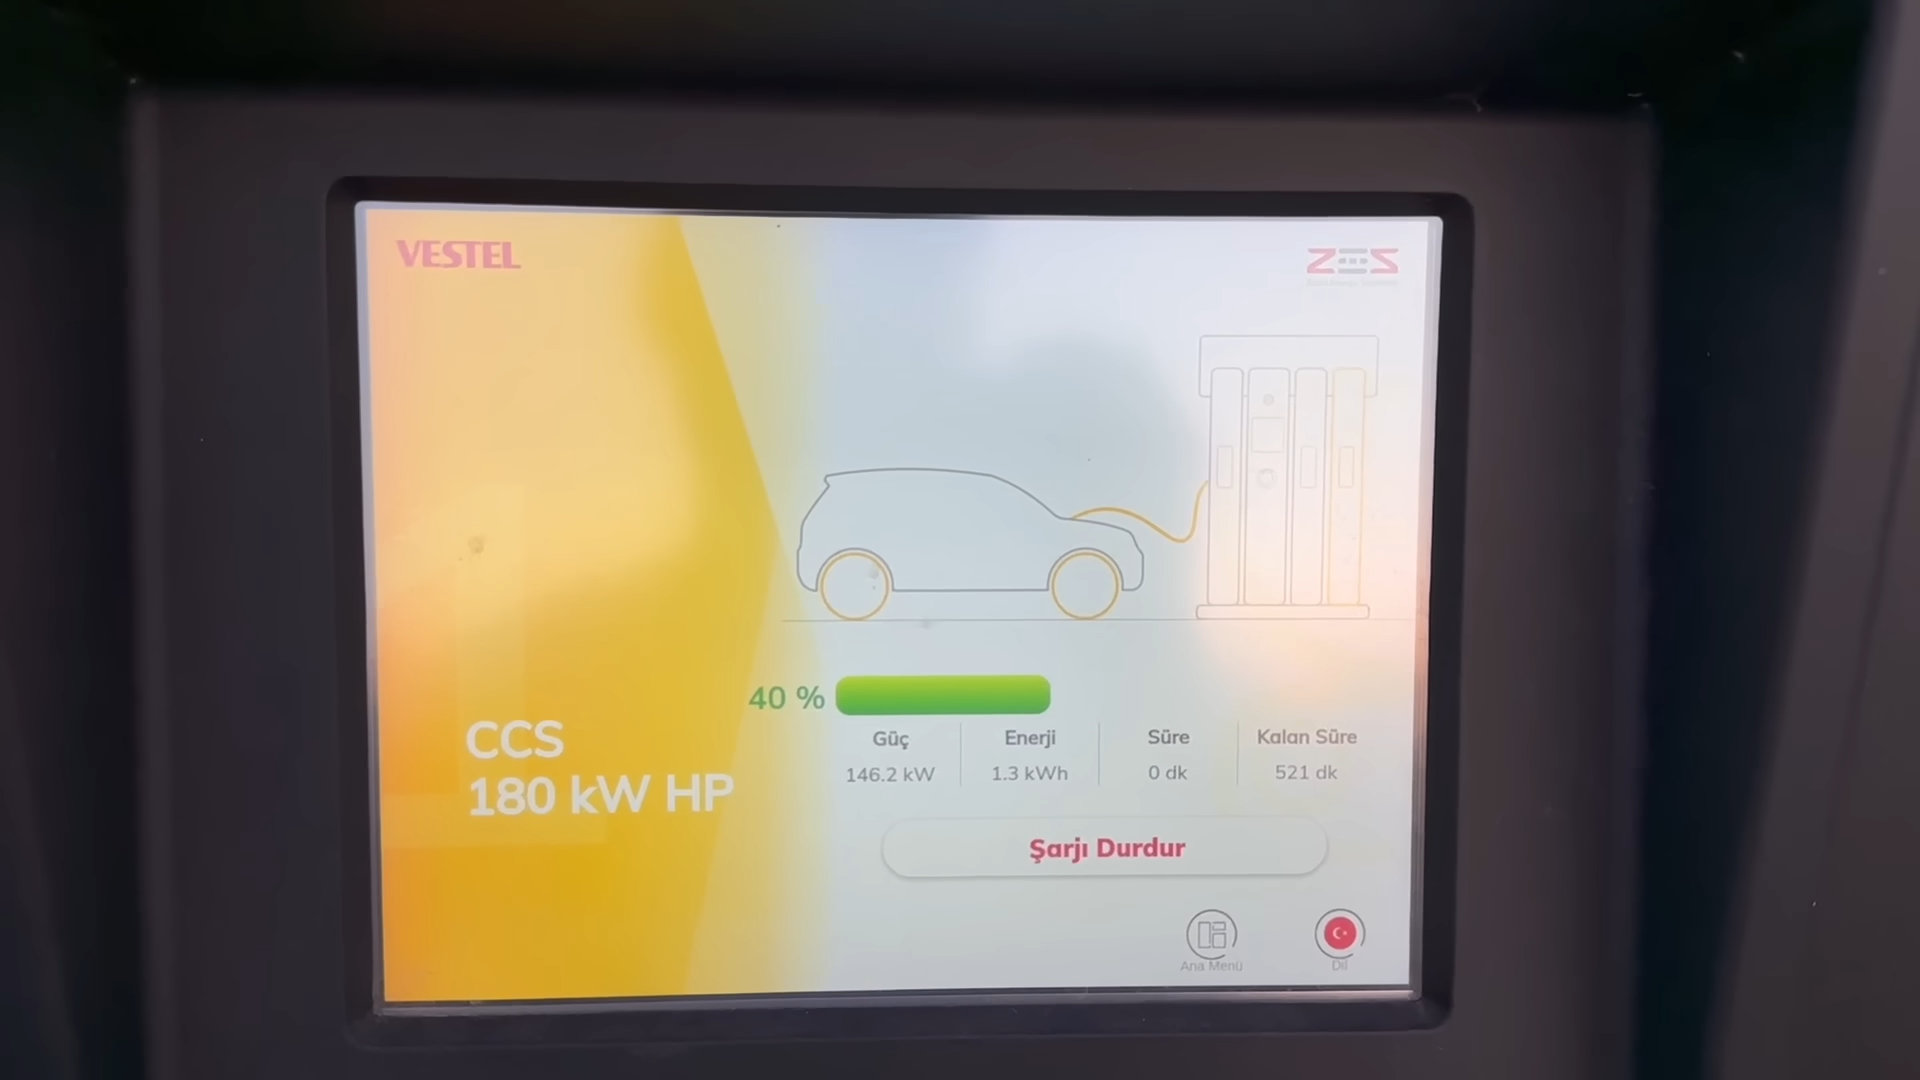 VESTEL
ZES
40 %
CCS
180 kW HP
Güç
146.2 kW
Enerji
1.3 kWh
Süre
0 dk
Kalan Süre
521 dk
Şarjı Durdur
Ana Menü
Dil